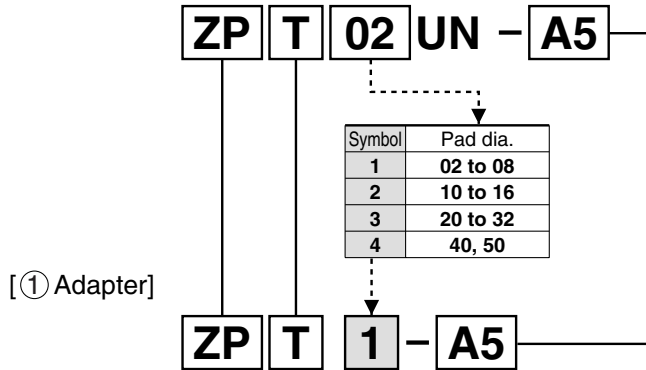 ZP T 02 UN – A5
Symbol Pad dia.
1 02 to 08
2 10 to 16
3 20 to 32
4 40, 50
[① Adapter]
ZP T 1 – A5